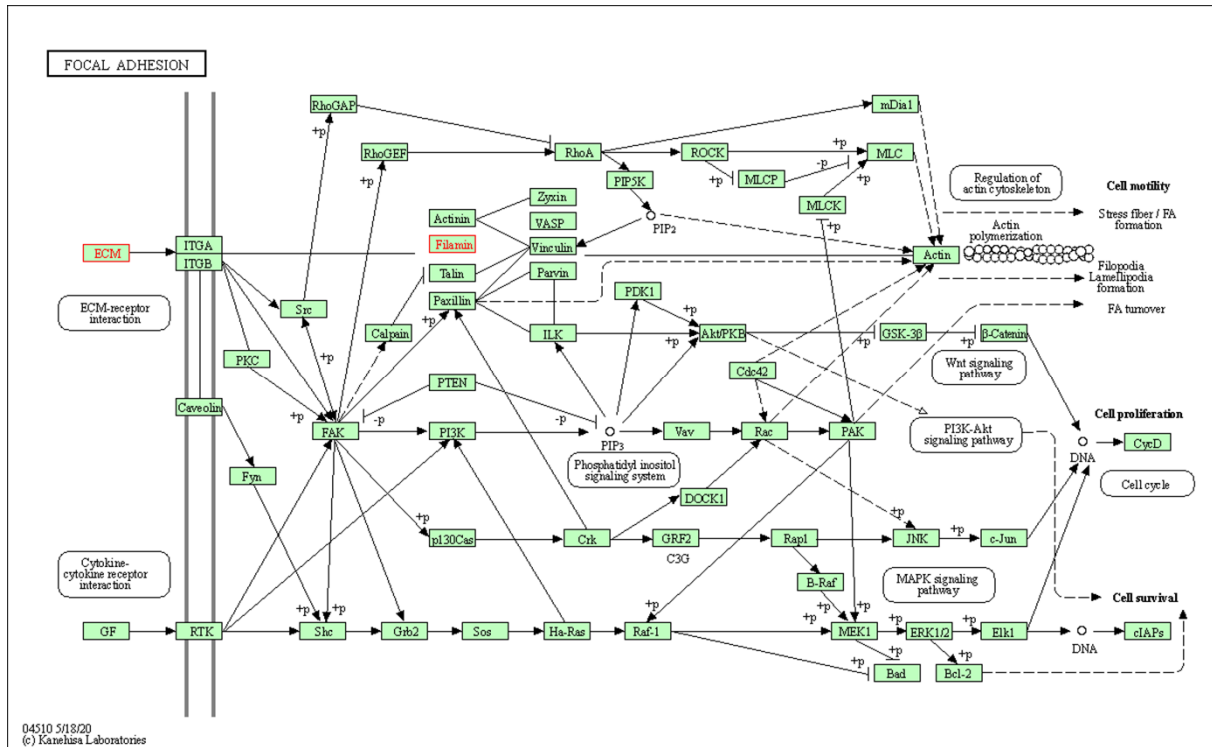 FOCAL ADHESION
RhoGAP
mDia1
+p
RhoGEF
RhoA
ROCK
+p
MLC
+p
-p
+p
MLCP
+p
PIP5K
MLCK
Regulation of
actin cytoskeleton
Cell motility
Zyxin
Actinin
VASP
PIP2
+p
Stress fiber / FA
formation
ECM
ITGA
ITGB
Filamin
Vinculin
Actin
Actin
polymerization
Talin
Parvin
Filopodia
Lamellipodia
formation
ECM-receptor
interaction
Src
Paxillin
PDK1
FA turnover
+p
+p
Calpain
ILK
+p
Akt/PKB
+p
GSK-3β
+p
β-Catenin
+p
PKC
Cdc42
Wnt signaling
pathway
PTEN
Caveolin
+p
-p
-p
FAK
PI3K
PIP3
Vav
Rac
PAK
PI3K-Akt
signaling pathway
Cell proliferation
DNA
CycD
Phosphatidyl inositol
signaling system
Fyn
Cell cycle
DOCK1
+p
p130Cas
Crk
GRF2
C3G
Rap1
+p
JNK
+p
c-Jun
Cytokine-
cytokine receptor
interaction
B-Raf
MAPK signaling
pathway
+p
Cell survival
+p
+p
+p
+p
GF
RTK
Shc
Grb2
Sos
Ha-Ras
Raf-1
MEK1
+p
ERK1/2
+p
Elk1
DNA
cIAPs
+p
+p
+p
Bad
Bcl-2
04510 5/18/20
(c) Kanehisa Laboratories